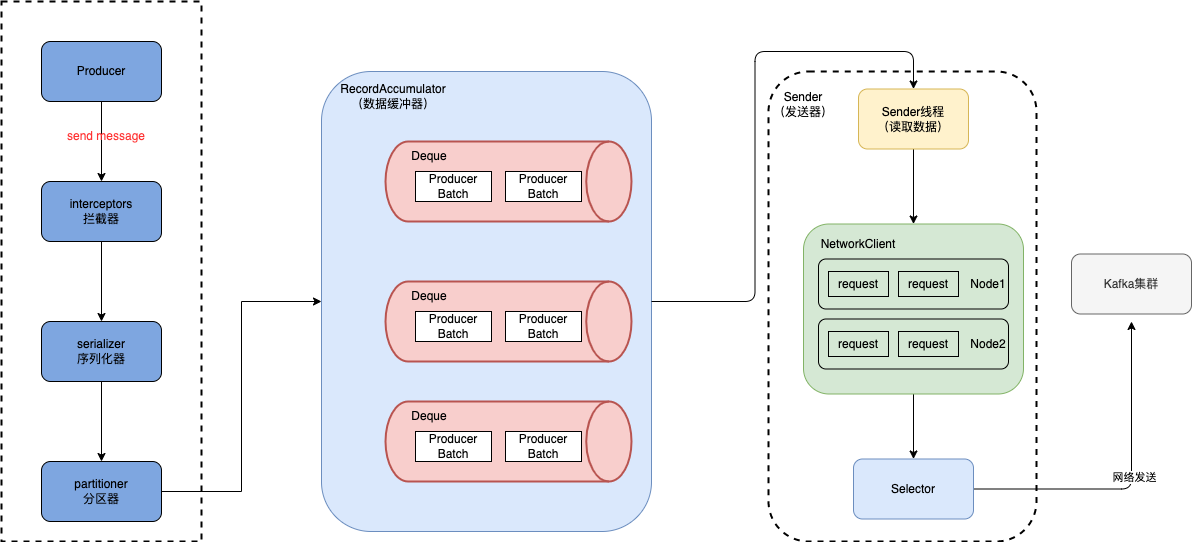 Producer
send message
interceptors
拦截器
serializer
序列化器
partitioner
分区器
RecordAccumulator
（数据缓冲器）
Deque
Producer
Batch
Producer
Batch
Deque
Producer
Batch
Producer
Batch
Deque
Producer
Batch
Producer
Batch
Sender
（发送器）
Sender线程
（读取数据）
NetworkClient
request
request
Node1
request
request
Node2
Selector
网络发送
Kafka集群